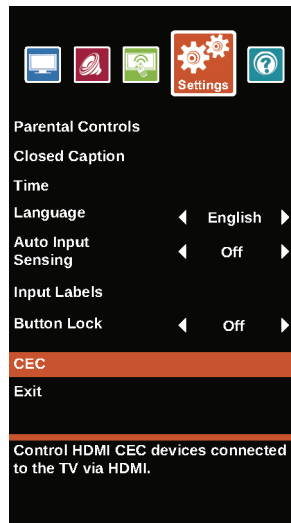 Settings
Parental Controls
Closed Caption
Time
Language English
Auto Input
Sensing Off
Input Labels
Button Lock Off
CEC
Exit
Control HDMI CEC devices connected
to the TV via HDMI.